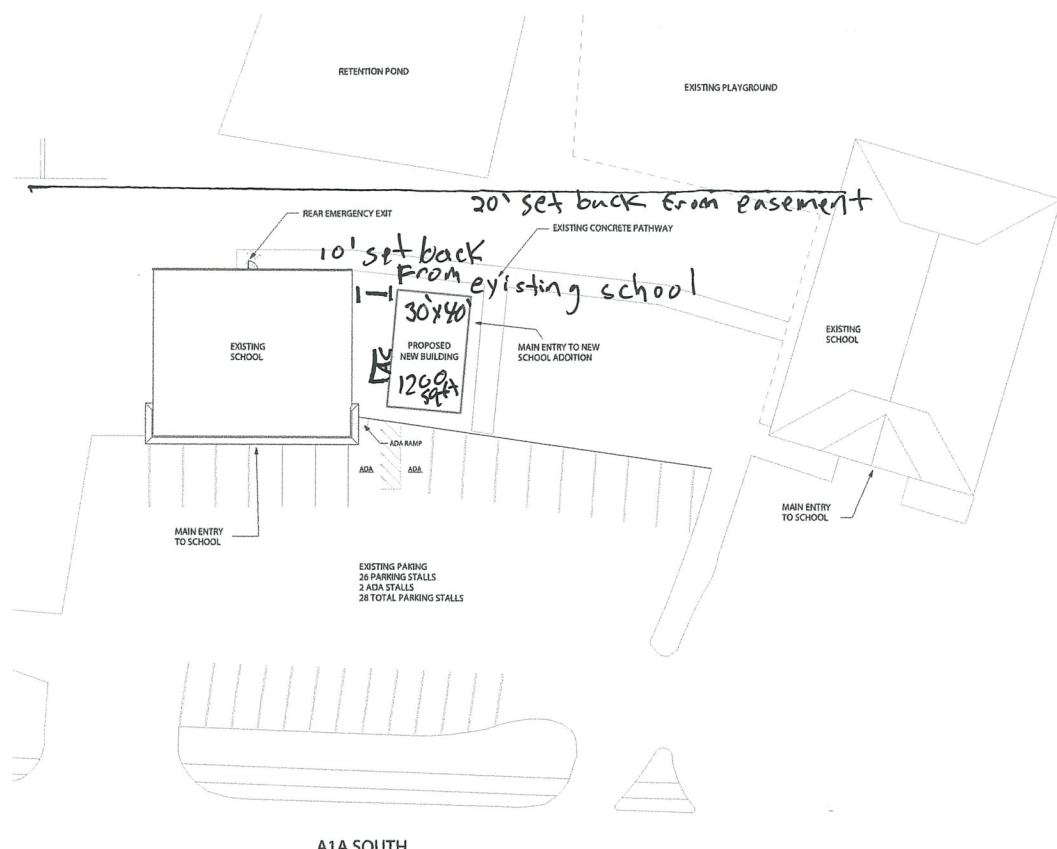 RETENTION POND
EXISTING PLAYGROUND
20' set back from easement
REAR EMERGENCY EXIT
EXISTING CONCRETE PATHWAY
10' set back
From existing school
30'x40'
PROPOSED
NEW BUILDING
1200
sqft
AC
EXISTING
SCHOOL
MAIN ENTRY TO NEW
SCHOOL ADDITION
EXISTING
SCHOOL
ADA RAMP
ADA
ADA
MAIN ENTRY
TO SCHOOL
MAIN ENTRY
TO SCHOOL
EXISTING PAKING
26 PARKING STALLS
2 ADA STALLS
28 TOTAL PARKING STALLS
A1A SOUTH